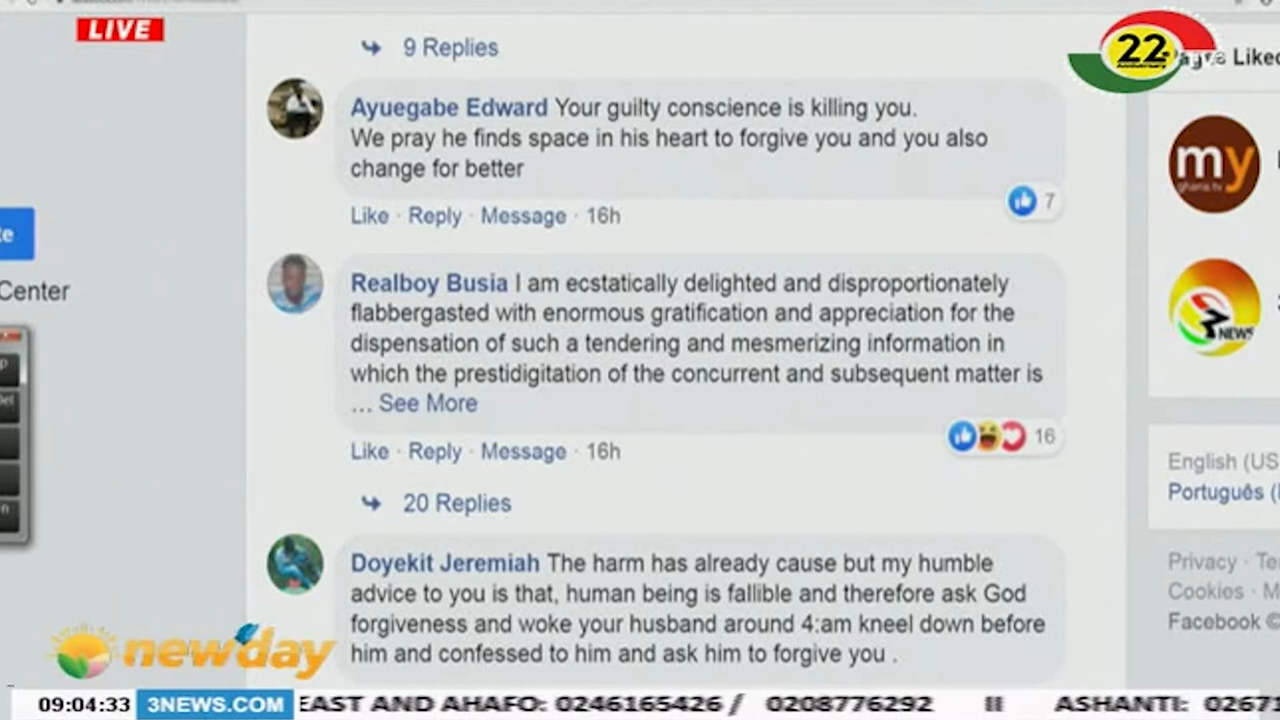 LIVE
22
Anniversary
9 Replies
Ayuegabe Edward Your guilty conscience is killing you.
We pray he finds space in his heart to forgive you and you also
change for better
7
Like · Reply · Message · 16h
Realboy Busia I am ecstatically delighted and disproportionately
flabbergasted with enormous gratification and appreciation for the
dispensation of such a tendering and mesmerizing information in
which the prestidigitation of the concurrent and subsequent matter is
... See More
16
Like · Reply · Message · 16h
20 Replies
Doyekit Jeremiah The harm has already cause but my humble
advice to you is that, human being is fallible and therefore ask God
forgiveness and woke your husband around 4:am kneel down before
him and confessed to him and ask him to forgive you .
Center
Liked
my
ghana.tv
3 NEWS
English (US
Português (
Privacy · Te
Cookies · M
Facebook ©
newday
09:04:33 3NEWS.COM EAST AND AHAFO: 0246165426 / 0208776292 II ASHANTI: 0267